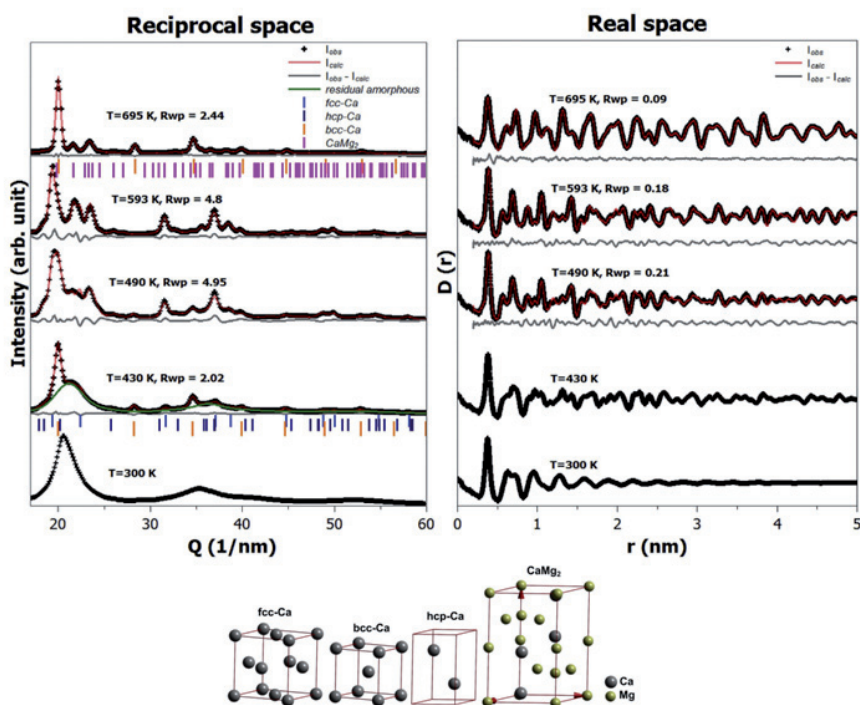 Reciprocal space
I_obs
I_calc
I_obs - I_calc
residual amorphous
fcc-Ca
hcp-Ca
bcc-Ca
CaMg₂
T=695 K, Rwp = 2.44
T=593 K, Rwp = 4.8
T=490 K, Rwp = 4.95
T=430 K, Rwp = 2.02
T=300 K
Intensity (arb. unit)
20 30 40 50 60
Q (1/nm)
Real space
I_obs
I_calc
I_obs - I_calc
T=695 K, Rwp = 0.09
T=593 K, Rwp = 0.18
T=490 K, Rwp = 0.21
T=430 K
T=300 K
D (r)
0 1 2 3 4 5
r (nm)
fcc-Ca
bcc-Ca
hcp-Ca
CaMg₂
Ca
Mg